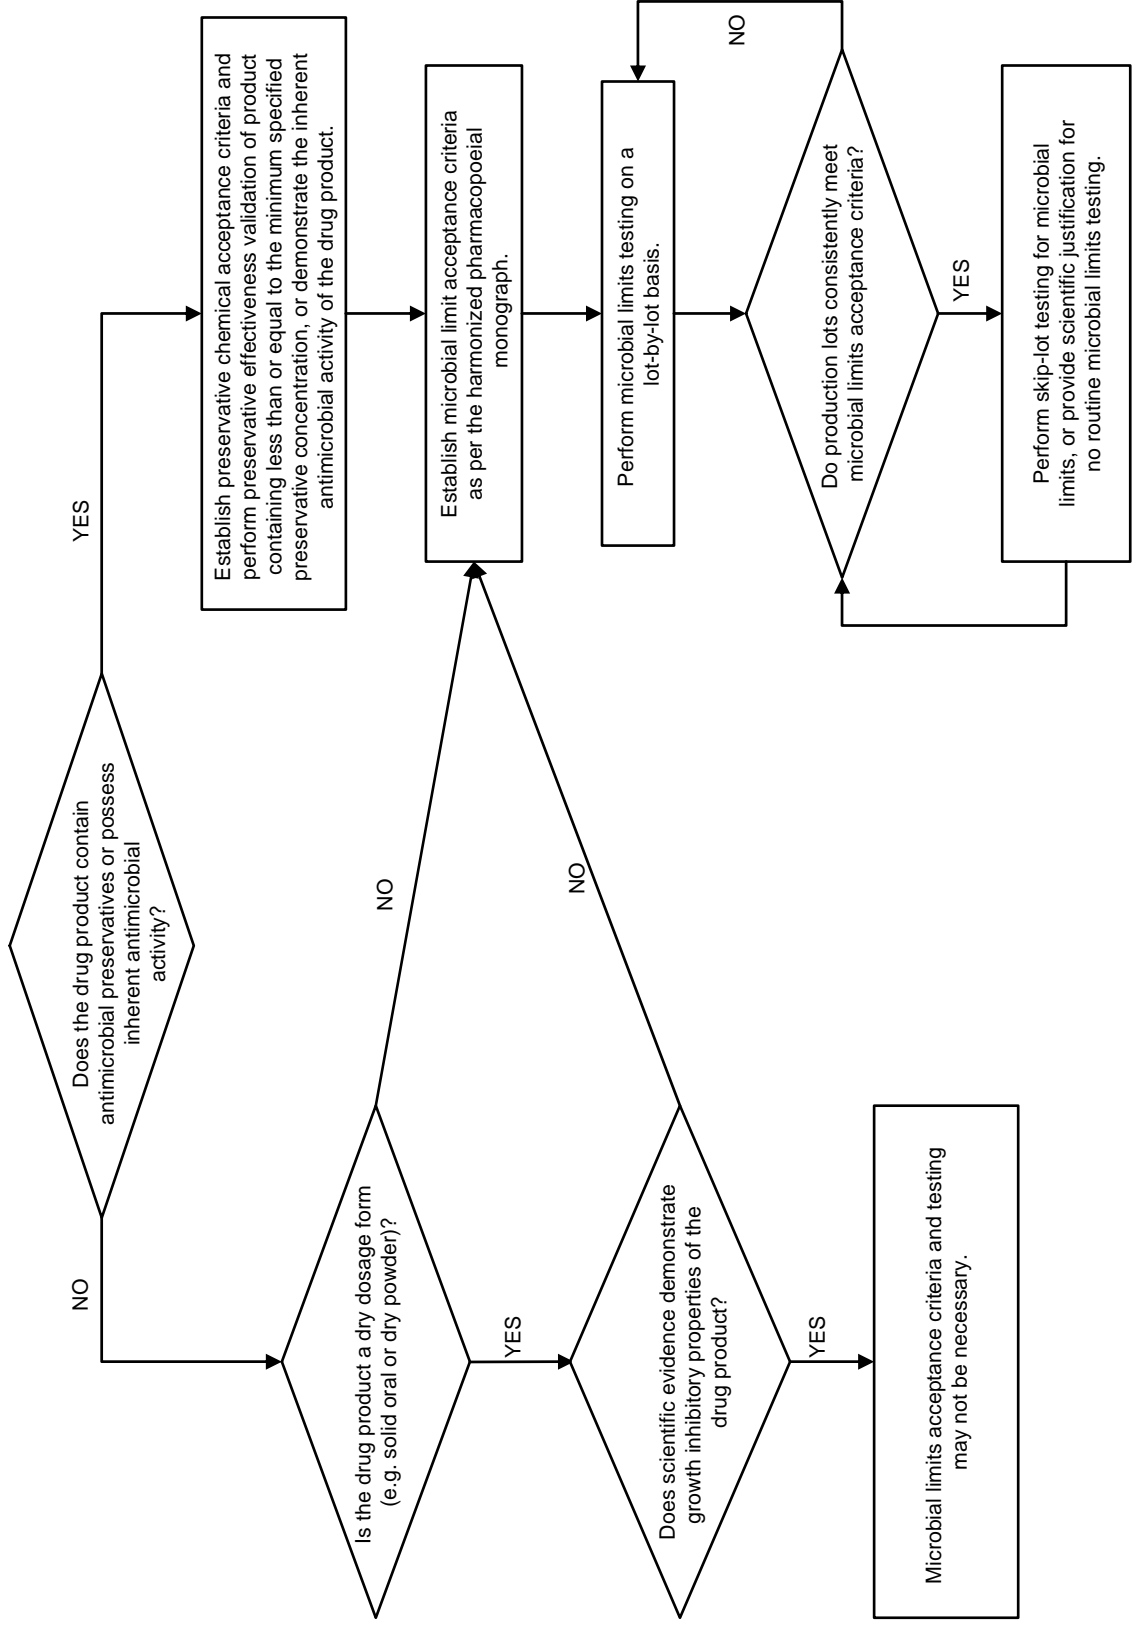 Does the drug product contain
antimicrobial preservatives or possess
inherent antimicrobial
activity?
NO
YES
Establish preservative chemical acceptance criteria and
perform preservative effectiveness validation of product
containing less than or equal to the minimum specified
preservative concentration, or demonstrate the inherent
antimicrobial activity of the drug product.
Is the drug product a dry dosage form
(e.g. solid oral or dry powder)?
NO
Establish microbial limit acceptance criteria
as per the harmonized pharmacopoeial
monograph.
YES
Does scientific evidence demonstrate
growth inhibitory properties of the
drug product?
NO
Perform microbial limits testing on a
lot-by-lot basis.
NO
Do production lots consistently meet
microbial limits acceptance criteria?
YES
YES
Microbial limits acceptance criteria and testing
may not be necessary.
Perform skip-lot testing for microbial
limits, or provide scientific justification for
no routine microbial limits testing.